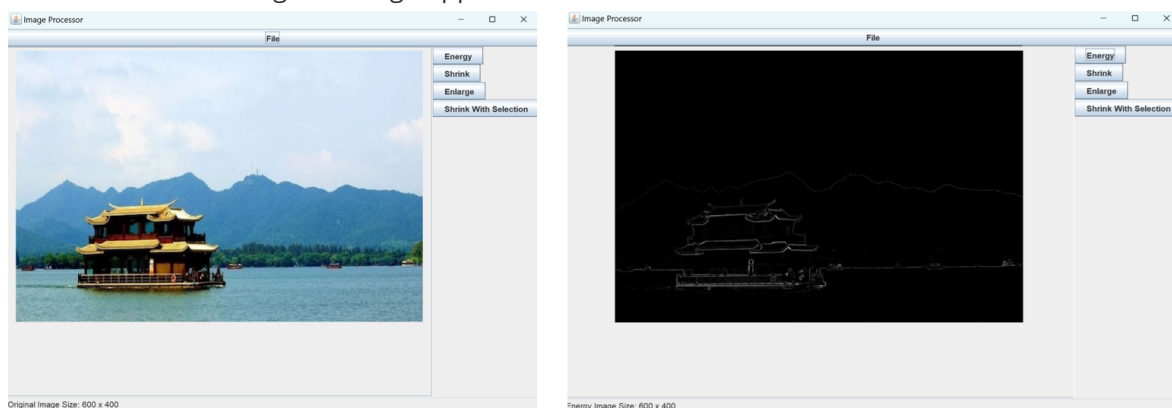 Image Processor
File
Energy
Shrink
Enlarge
Shrink With Selection
Original Image Size: 600 x 400
Image Processor
File
Energy
Shrink
Enlarge
Shrink With Selection
Energy Image Size: 600 x 400